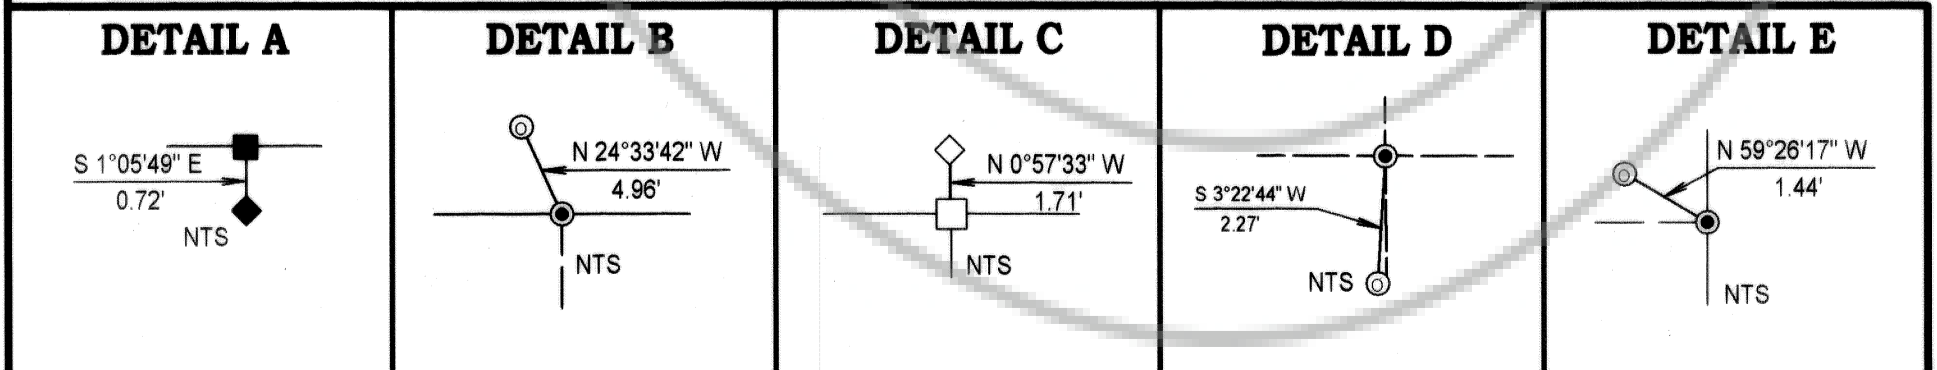 DETAIL A
S 1°05'49" E
0.72'
NTS
DETAIL B
N 24°33'42" W
4.96'
NTS
DETAIL C
N 0°57'33" W
1.71'
NTS
DETAIL D
S 3°22'44" W
2.27'
NTS
DETAIL E
N 59°26'17" W
1.44'
NTS